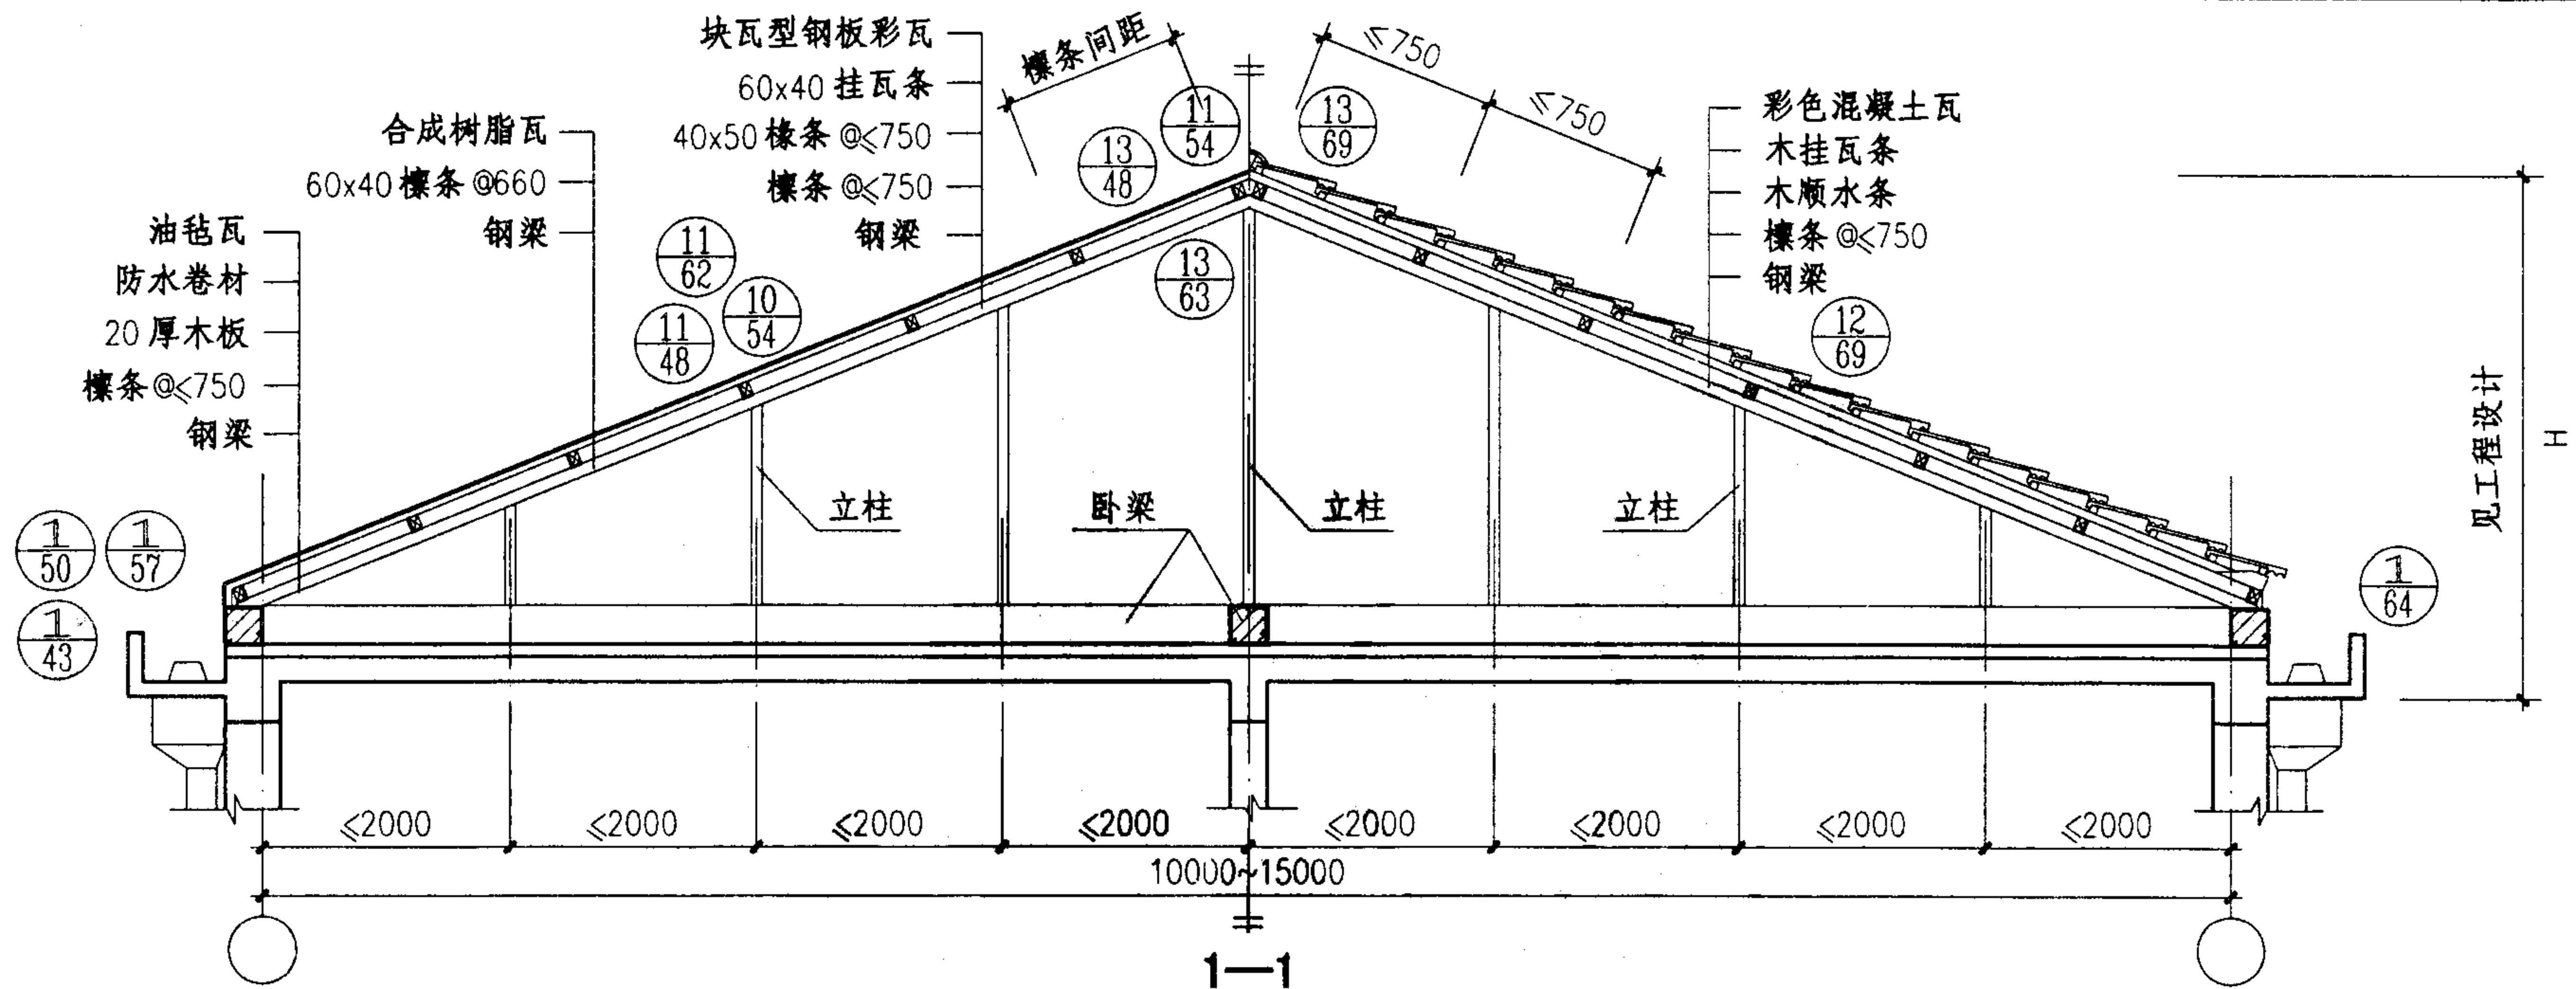 块瓦型钢板彩瓦
60x40 挂瓦条
40x50 椽条 @≤750
檩条 @≤750
钢梁
檩条间距
≤750
≤750
合成树脂瓦
60x40 檩条 @660
钢梁
油毡瓦
防水卷材
20 厚木板
檩条 @≤750
钢梁
彩色混凝土瓦
木挂瓦条
木顺水条
檩条 @≤750
钢梁
11
54
13
69
13
48
11
62
10
54
11
48
13
63
12
69
立柱
卧梁
立柱
立柱
1
50
1
57
1
43
1
64
见工程设计
H
≤2000
≤2000
≤2000
≤2000
≤2000
≤2000
≤2000
≤2000
10000~15000
1—1